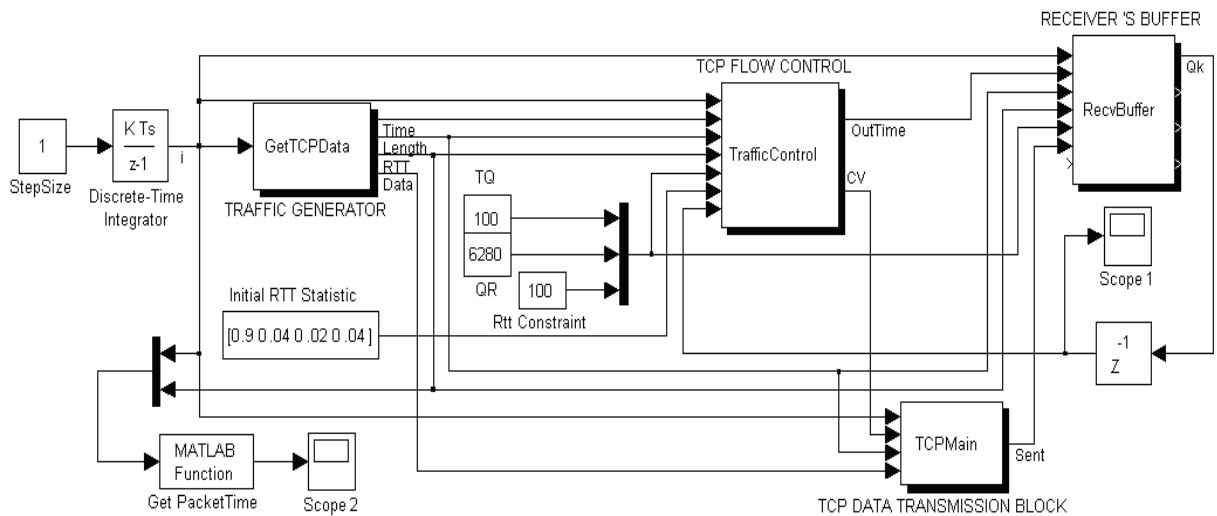 RECEIVER 'S BUFFER
Qk
RecvBuffer
TCP FLOW CONTROL
TrafficControl
OutTime
CV
1
StepSize
K Ts
z-1
i
Discrete-Time
Integrator
GetTCPData
Time
Length
RTT
Data
TRAFFIC GENERATOR
TQ
100
6280
QR
100
Rtt Constraint
Initial RTT Statistic
[0.9 0.04 0 .02 0 .04 ]
Scope 1
-1
Z
MATLAB
Function
Get PacketTime
Scope 2
TCPMain
Sent
TCP DATA TRANSMISSION BLOCK